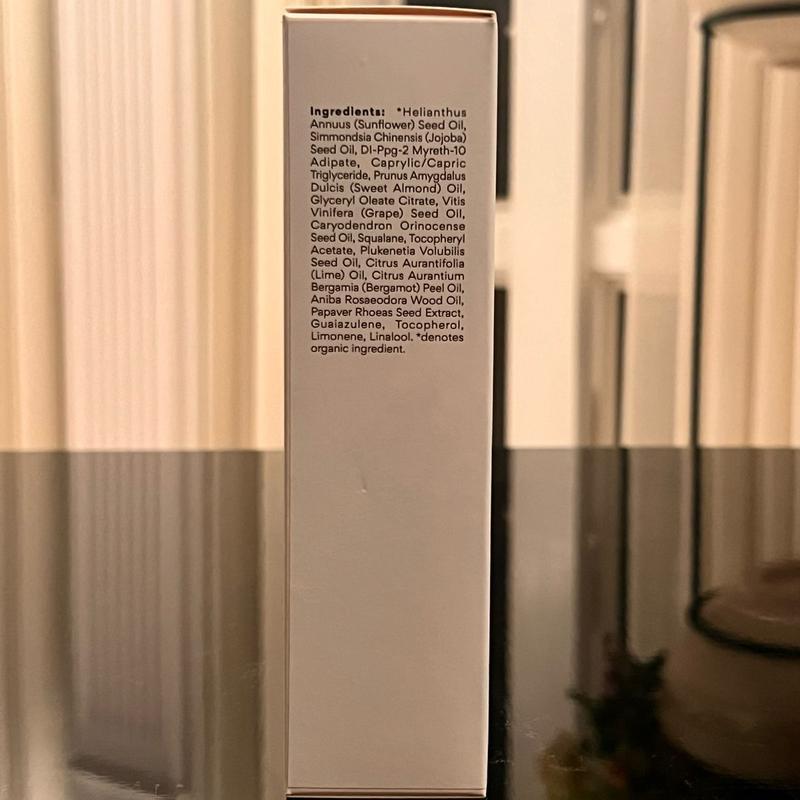 Ingredients: *Helianthus
Annuus (Sunflower) Seed Oil,
Simmondsia Chinensis (Jojoba)
Seed Oil, DI-Ppg-2 Myreth-10
Adipate, Caprylic/Capric
Triglyceride, Prunus Amygdalus
Dulcis (Sweet Almond) Oil,
Glyceryl Oleate Citrate, Vitis
Vinifera (Grape) Seed Oil,
Caryodendron Orinocense
Seed Oil, Squalane, Tocopheryl
Acetate, Plukenetia Volubilis
Seed Oil, Citrus Aurantifolia
(Lime) Oil, Citrus Aurantium
Bergamia (Bergamot) Peel Oil,
Aniba Rosaeodora Wood Oil,
Papaver Rhoeas Seed Extract,
Guaiazulene, Tocopherol,
Limonene, Linalool. *denotes
organic ingredient.